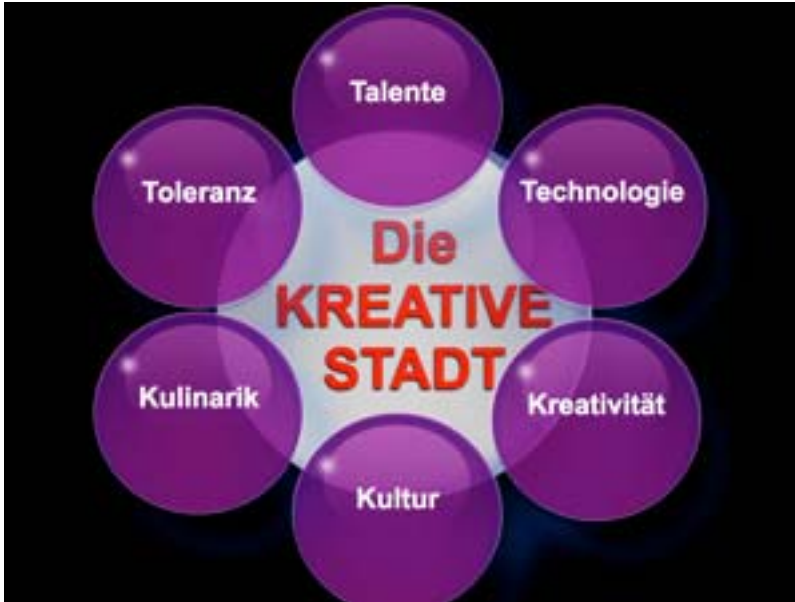 Talente
Toleranz
Technologie
Die
KREATIVE
STADT
Kulinarik
Kreativität
Kultur